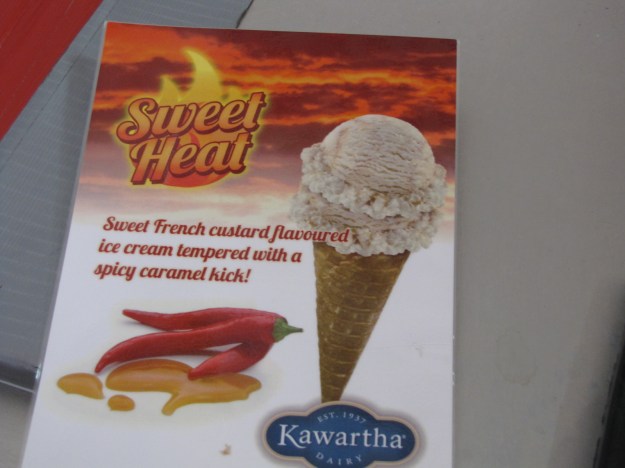 Sweet
Heat
Sweet French custard flavoured
ice cream tempered with a
spicy caramel kick!
EST. 1937
Kawartha
DAIRY